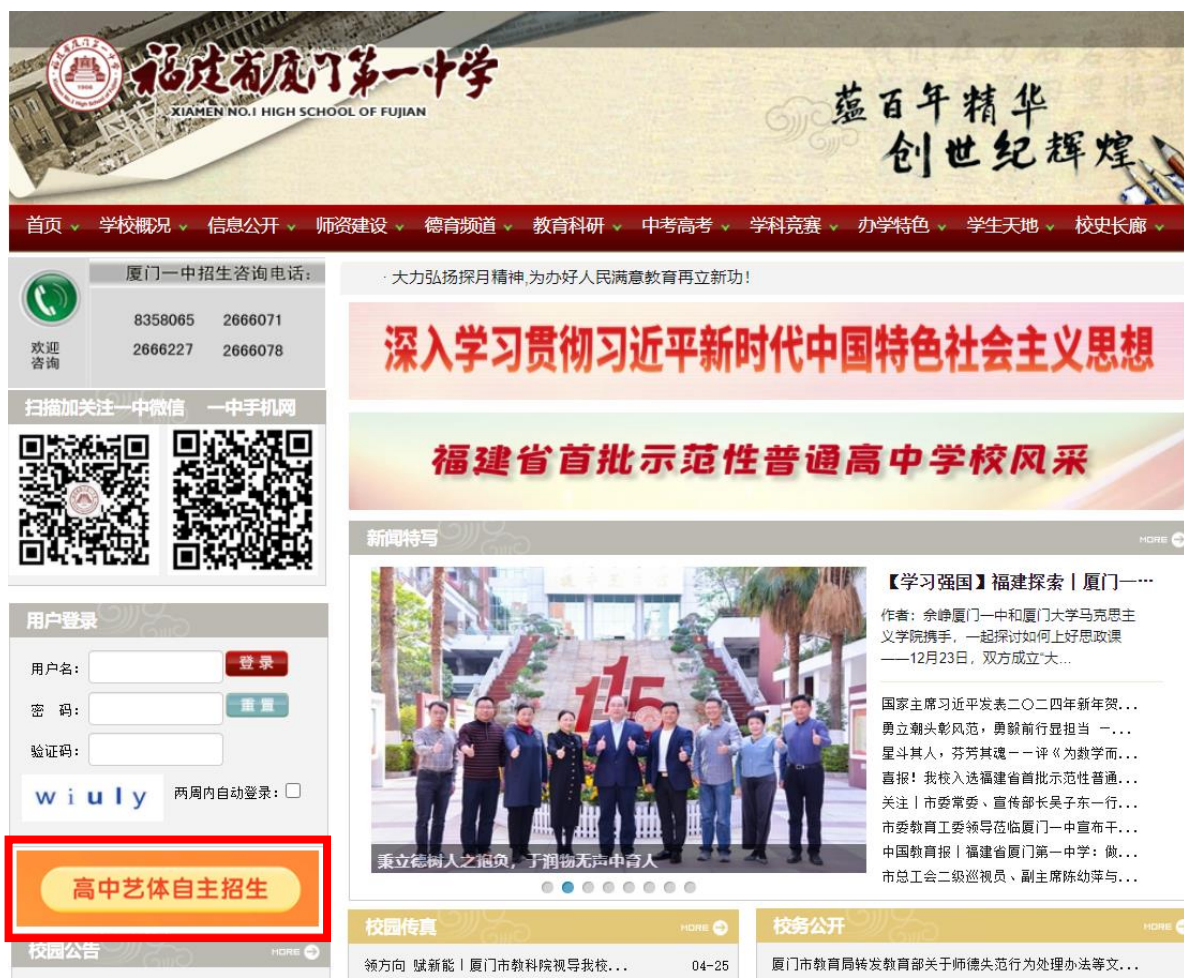 福建省厦门第一中学
XIAMEN NO.1 HIGH SCHOOL OF FUJIAN
1906
蕴百年精华
创世纪辉煌
首页 学校概况 信息公开 师资建设 德育频道 教育科研 中考高考 学科竞赛 办学特色 学生天地 校史长廊
厦门一中招生咨询电话:
8358065 2666071
2666227 2666078
欢迎
咨询
扫描加关注一中微信 一中手机网
用户登录
用户名: 登录
密 码: 重置
验证码:
wiuly 两周内自动登录:
高中艺体自主招生
校园公告 MORE
·大力弘扬探月精神,为办好人民满意教育再立新功!
深入学习贯彻习近平新时代中国特色社会主义思想
福建省首批示范性普通高中学校风采
新闻特写 MORE
115
秉立德树人之抱负，于润物无声中育人
【学习强国】福建探索丨厦门一…
作者：余峥厦门一中和厦门大学马克思主
义学院携手，一起探讨如何上好思政课
——12月23日，双方成立“大...
国家主席习近平发表二〇二四年新年贺...
勇立潮头彰风范，勇毅前行显担当 一...
星斗其人，芬芳其魂——评《为数学而...
喜报！我校入选福建省首批示范性普通...
关注丨市委常委、宣传部长吴子东一行...
市委教育工委领导莅临厦门一中宣布干...
中国教育报丨福建省厦门第一中学：做...
市总工会二级巡视员、副主席陈幼萍与...
校园传真 MORE
领方向 赋新能丨厦门市教科院视导我校... 04-25
校务公开 MORE
厦门市教育局转发教育部关于师德失范行为处理办法等文...